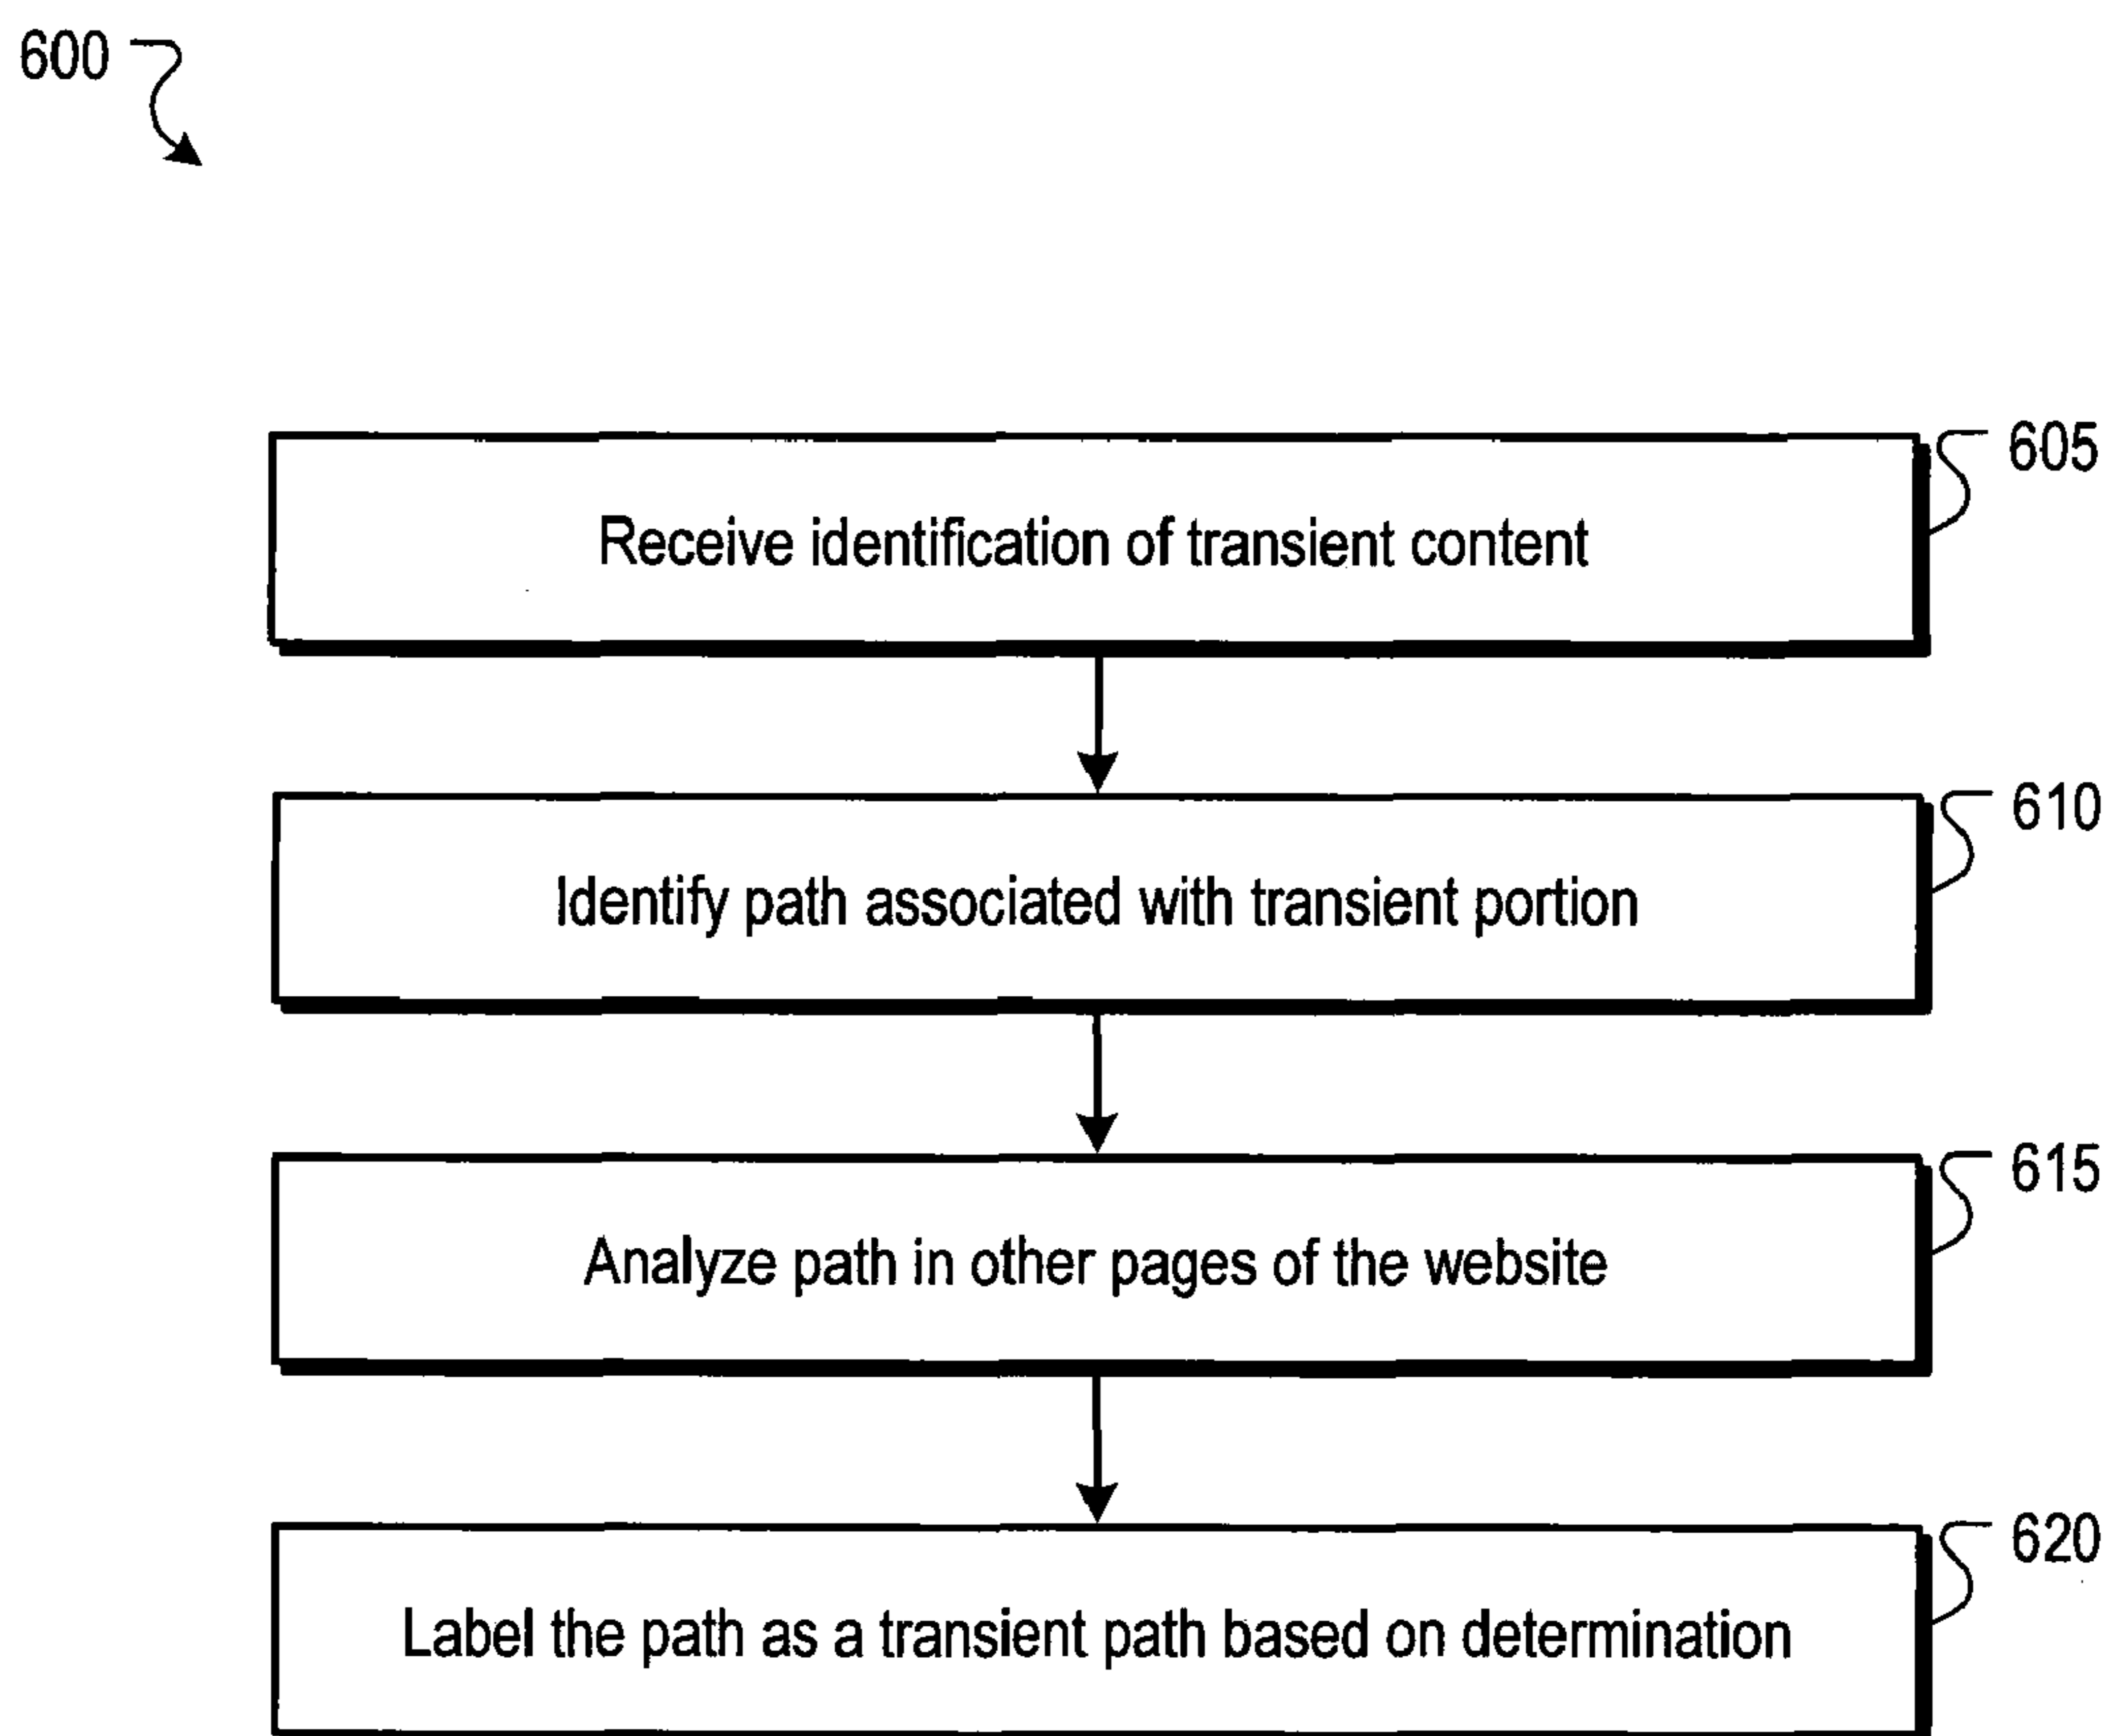 600
605
Receive identification of transient content
610
Identify path associated with transient portion
615
Analyze path in other pages of the website
620
Label the path as a transient path based on determination